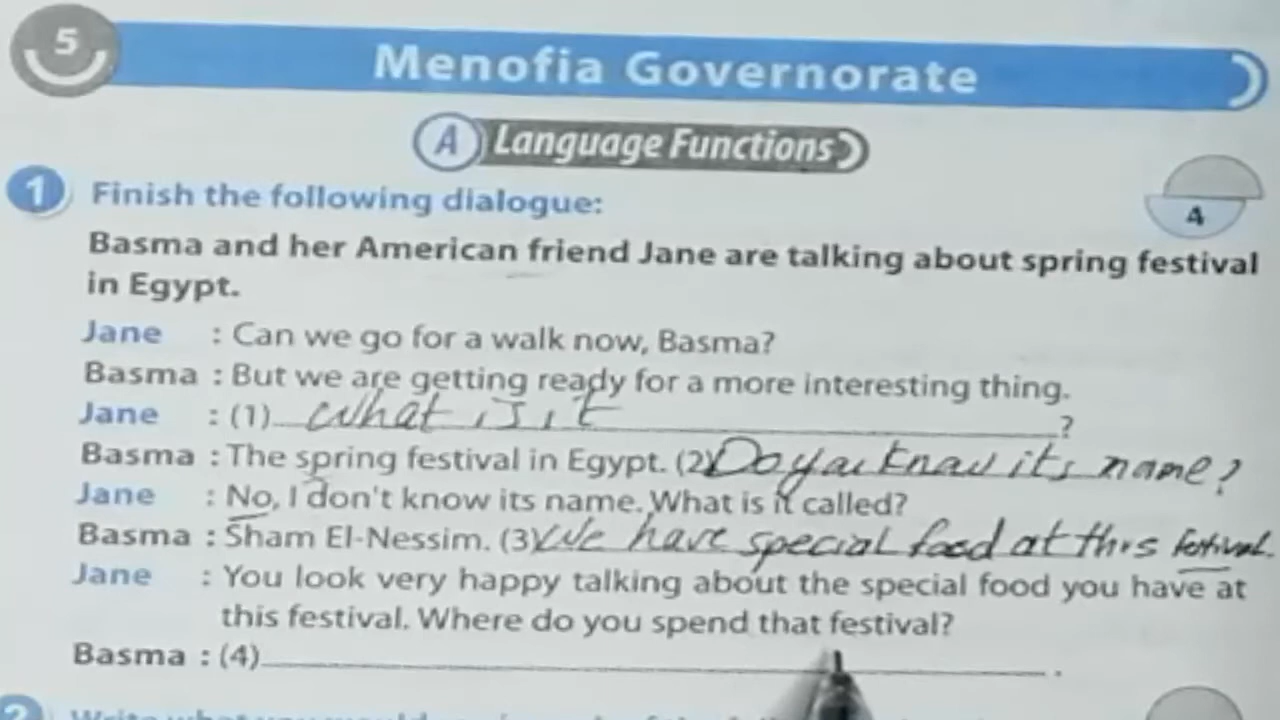 5
Menofia Governorate
A Language Functions
1 Finish the following dialogue:
4
Basma and her American friend Jane are talking about spring festival
in Egypt.
Jane : Can we go for a walk now, Basma?
Basma : But we are getting ready for a more interesting thing.
Jane : (1) What is it ?
Basma : The spring festival in Egypt. (2) Do you know its name?
Jane : No, I don't know its name. What is it called?
Basma : Sham El-Nessim. (3) We have special food at this festival.
Jane : You look very happy talking about the special food you have at
this festival. Where do you spend that festival?
Basma : (4) .
2